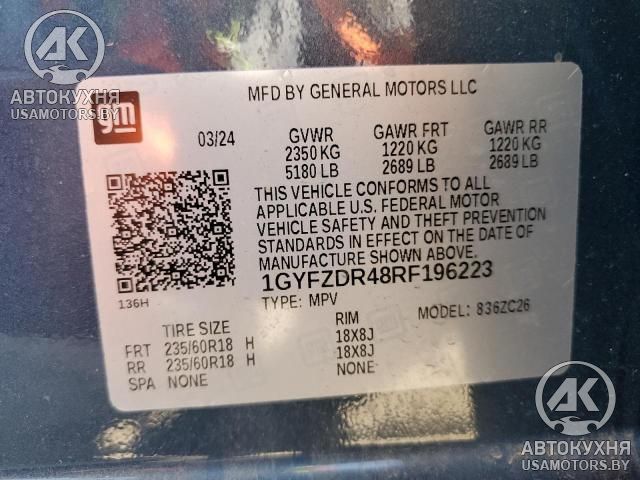 АК
АВТОКУХНЯ
USAMOTORS.BY
gm
MFD BY GENERAL MOTORS LLC
03/24 GVWR GAWR FRT GAWR RR
2350 KG 1220 KG 1220 KG
5180 LB 2689 LB 2689 LB
THIS VEHICLE CONFORMS TO ALL
APPLICABLE U.S. FEDERAL MOTOR
VEHICLE SAFETY AND THEFT PREVENTION
STANDARDS IN EFFECT ON THE DATE OF
MANUFACTURE SHOWN ABOVE.
1GYFZDR48RF196223
136H
TYPE: MPV MODEL: 836ZC26
TIRE SIZE RIM
FRT 235/60R18 H 18X8J
RR 235/60R18 H 18X8J
SPA NONE NONE
АК
АВТОКУХНЯ
USAMOTORS.BY